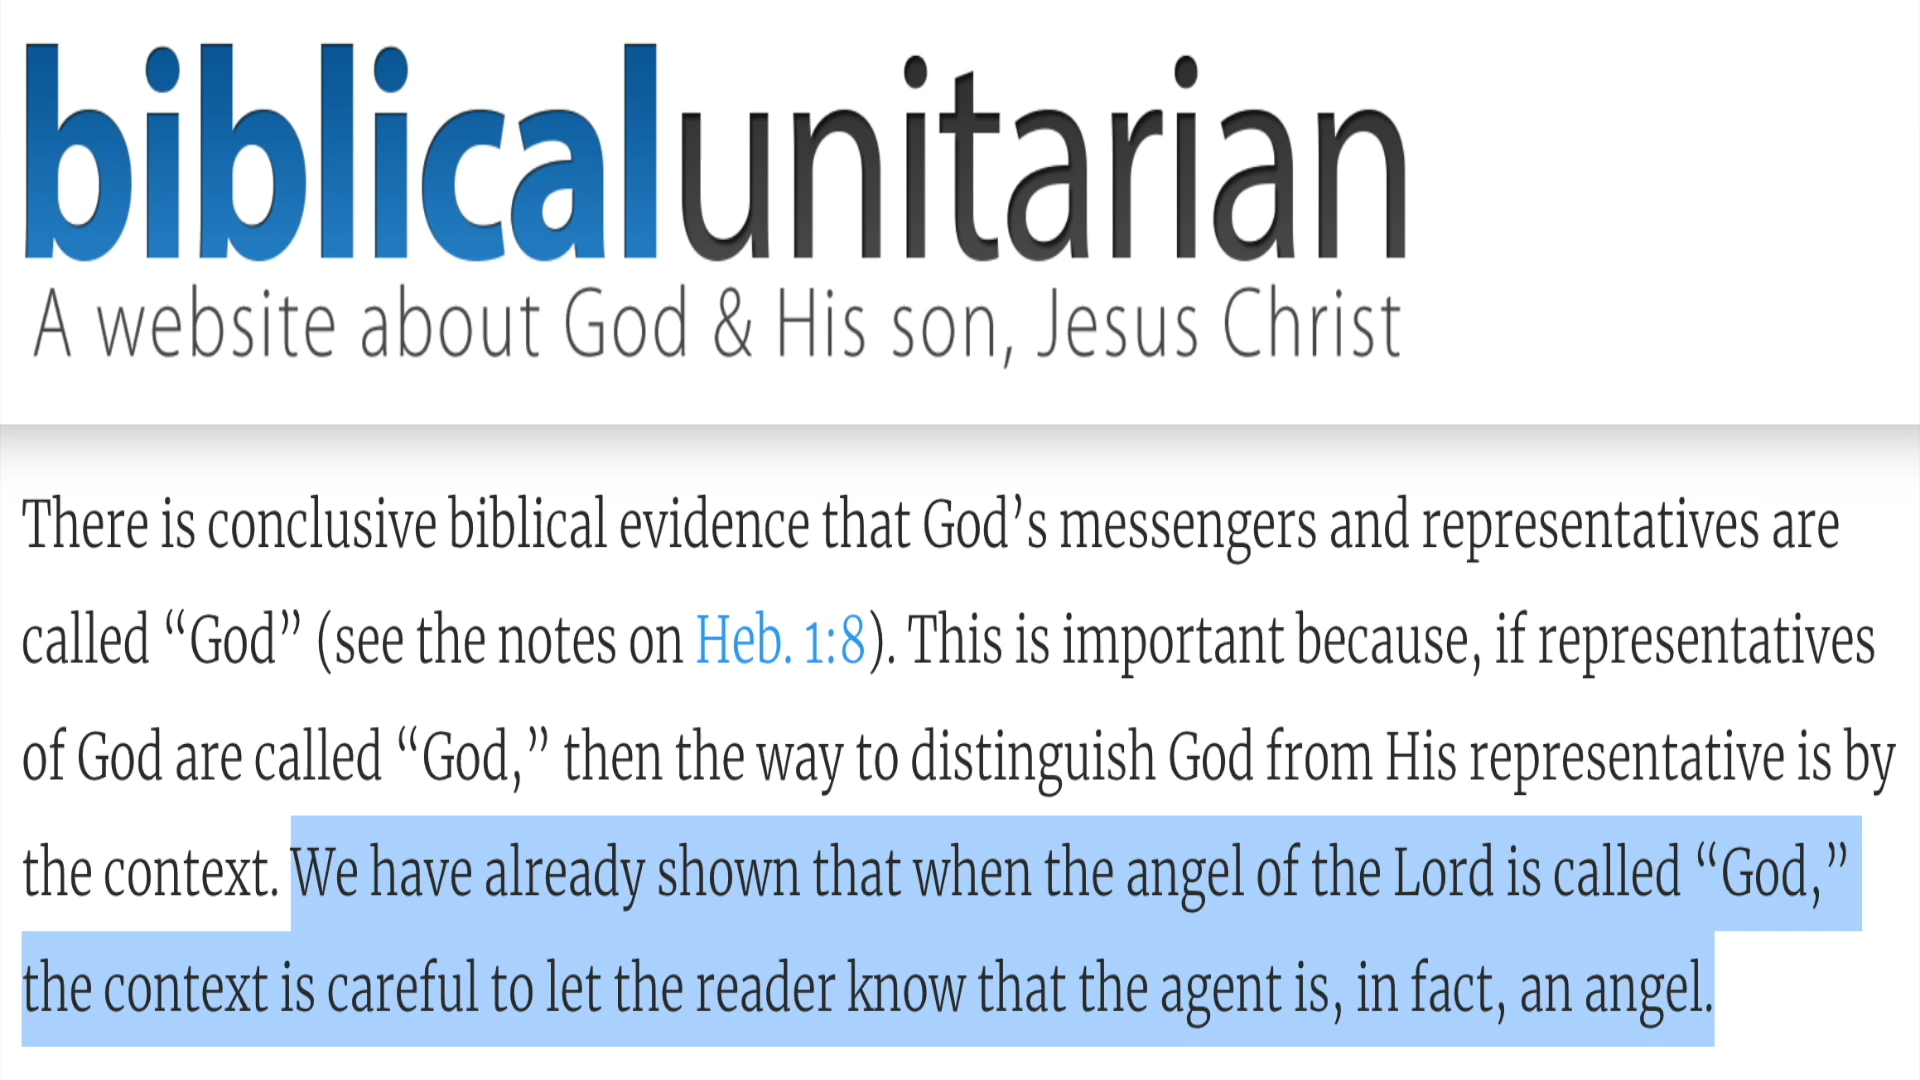 biblicalunitarian
A website about God & His son, Jesus Christ
There is conclusive biblical evidence that God’s messengers and representatives are
called “God” (see the notes on Heb. 1:8). This is important because, if representatives
of God are called “God,” then the way to distinguish God from His representative is by
the context. We have already shown that when the angel of the Lord is called “God,”
the context is careful to let the reader know that the agent is, in fact, an angel.